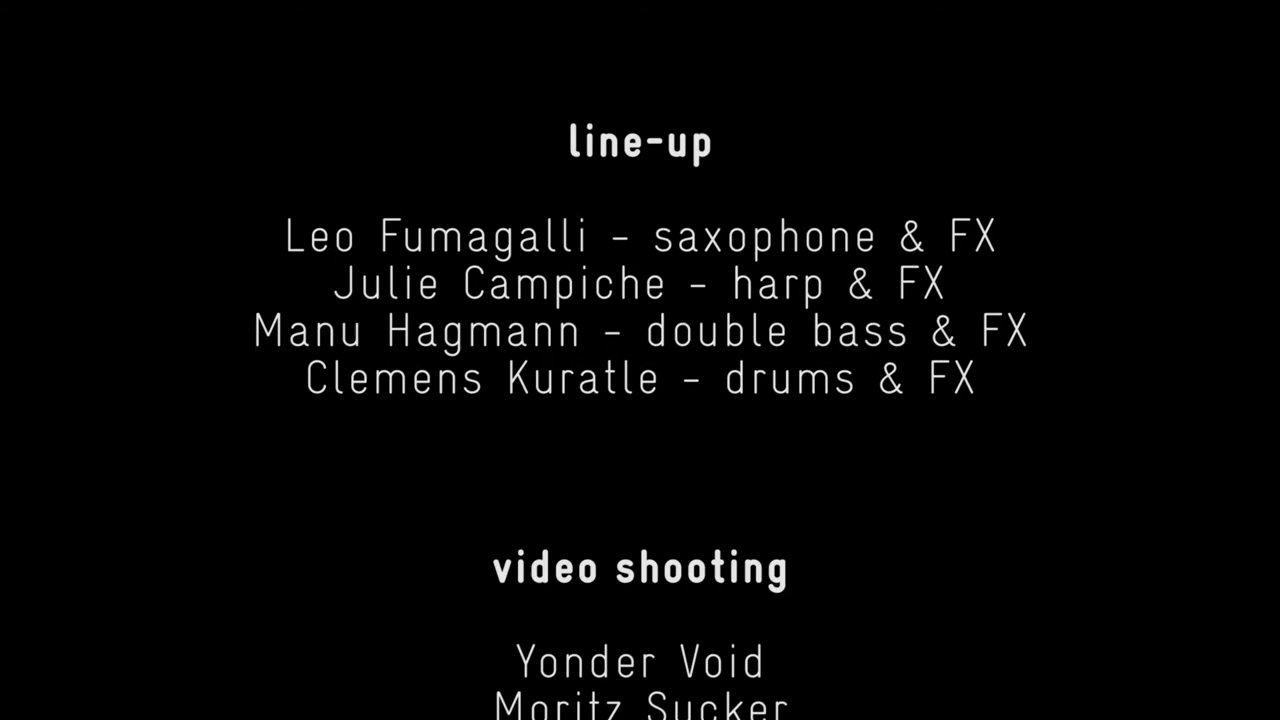 line-up
Leo Fumagalli - saxophone & FX
Julie Campiche - harp & FX
Manu Hagmann - double bass & FX
Clemens Kuratle - drums & FX
video shooting
Yonder Void
Moritz Sucker